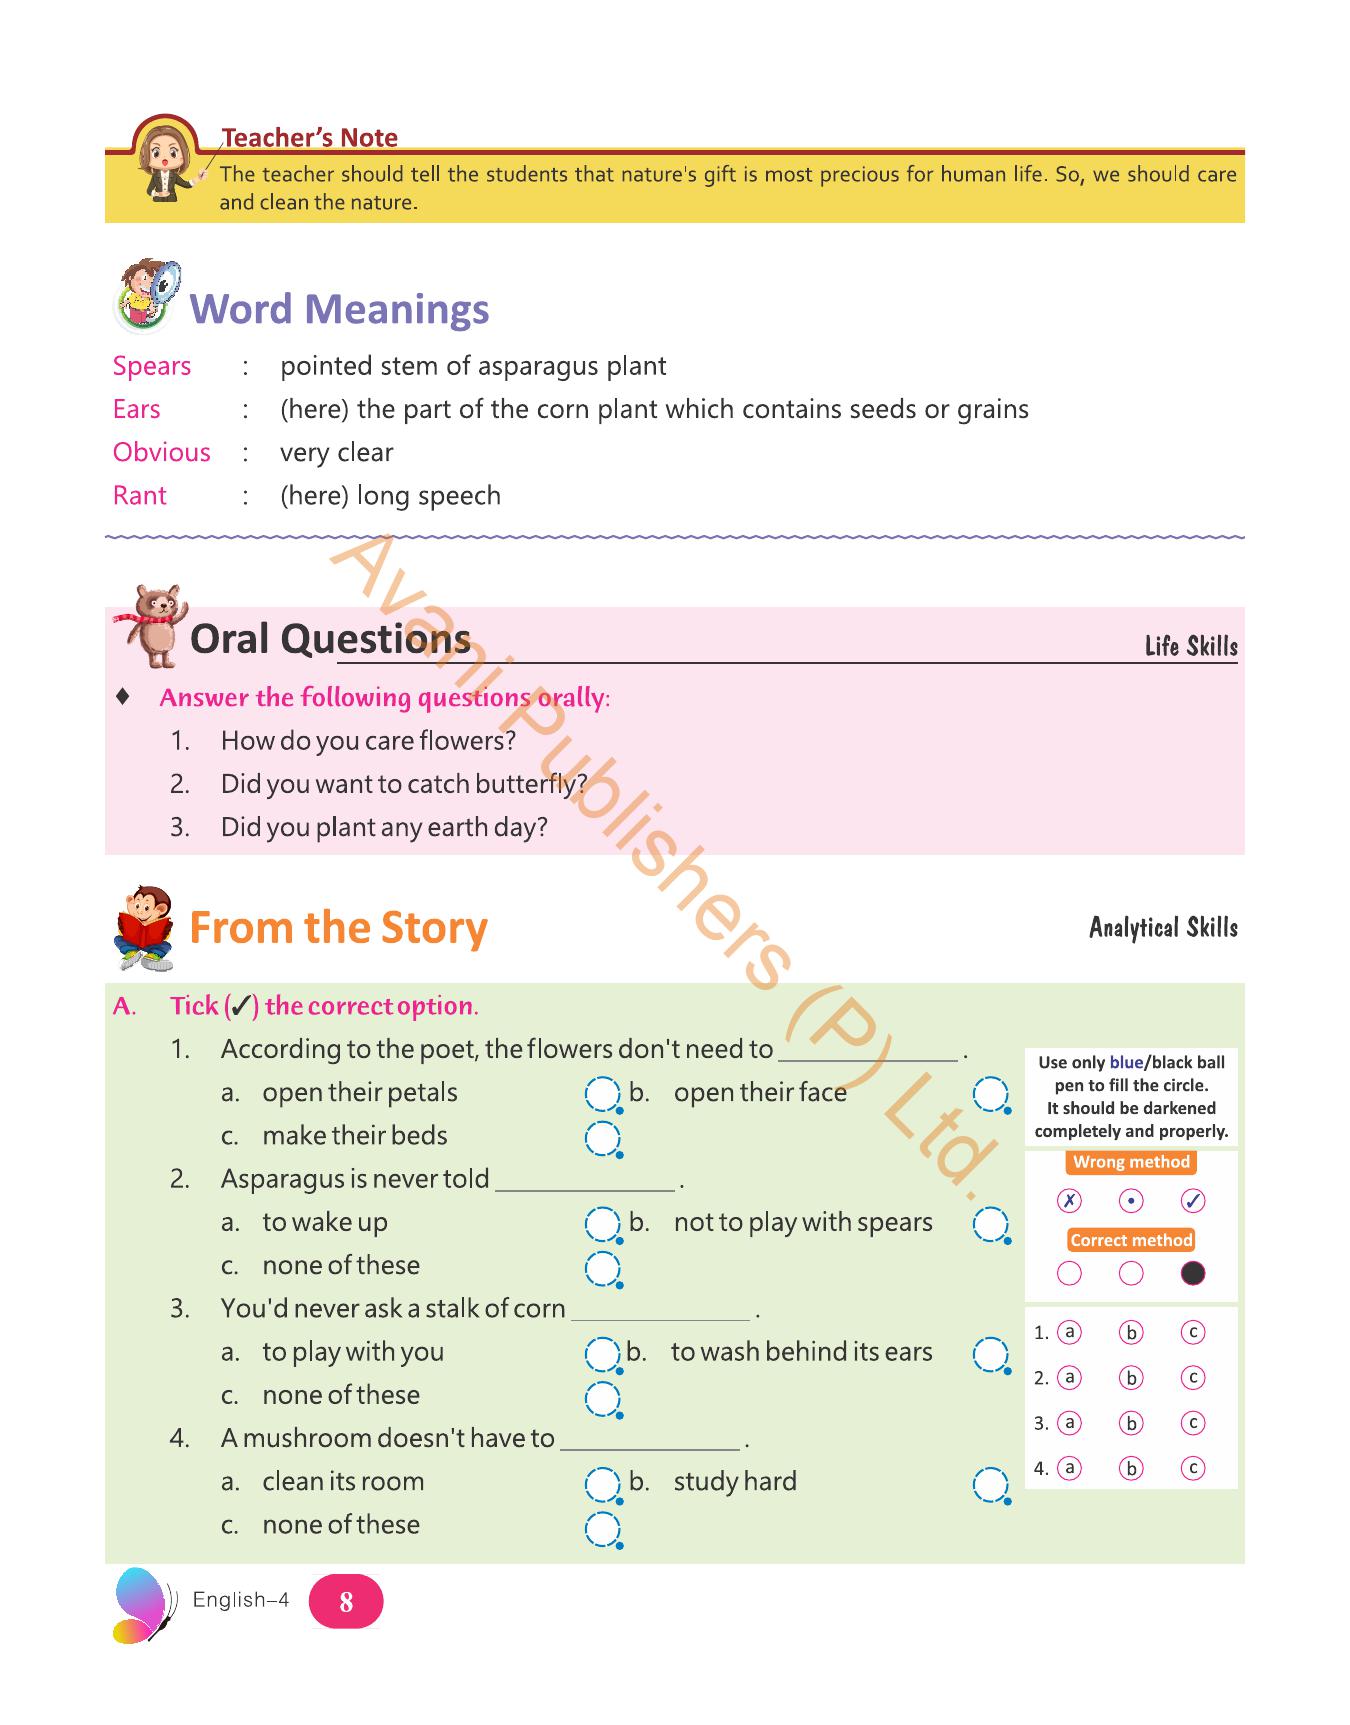 Teacher's Note
The teacher should tell the students that nature's gift is most precious for human life. So, we should care
and clean the nature.
Word Meanings
Spears : pointed stem of asparagus plant
Ears : (here) the part of the corn plant which contains seeds or grains
Obvious : very clear
Rant : (here) long speech
Oral Questions
Life Skills
♦ Answer the following questions orally:
1. How do you care flowers?
2. Did you want to catch butterfly?
3. Did you plant any earth day?
From the Story
Analytical Skills
A. Tick (✓) the correct option.
1. According to the poet, the flowers don't need to ____________ .
a. open their petals b. open their face
c. make their beds
2. Asparagus is never told ____________ .
a. to wake up b. not to play with spears
c. none of these
3. You'd never ask a stalk of corn ____________ .
a. to play with you b. to wash behind its ears
c. none of these
4. A mushroom doesn't have to ____________ .
a. clean its room b. study hard
c. none of these
Use only blue/black ball
pen to fill the circle.
It should be darkened
completely and properly.
Wrong method
✗ • ✓
Correct method
1. a b c
2. a b c
3. a b c
4. a b c
Avani Publishers (P) Ltd.
English–4 8